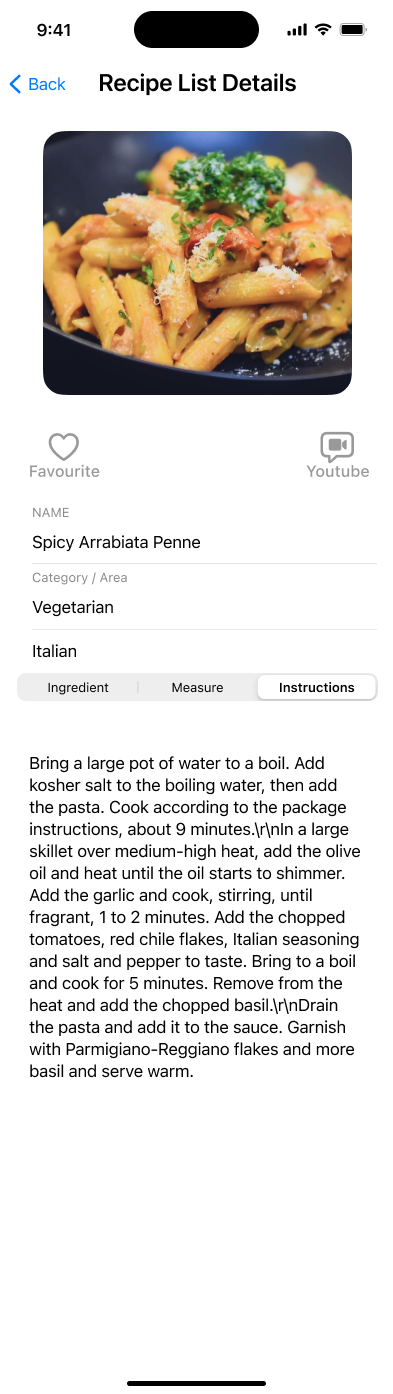 9:41
Back
Recipe List Details
Favourite
Youtube
NAME
Spicy Arrabiata Penne
Category / Area
Vegetarian
Italian
Ingredient
Measure
Instructions
Bring a large pot of water to a boil. Add
kosher salt to the boiling water, then add
the pasta. Cook according to the package
instructions, about 9 minutes.\r\nIn a large
skillet over medium-high heat, add the olive
oil and heat until the oil starts to shimmer.
Add the garlic and cook, stirring, until
fragrant, 1 to 2 minutes. Add the chopped
tomatoes, red chile flakes, Italian seasoning
and salt and pepper to taste. Bring to a boil
and cook for 5 minutes. Remove from the
heat and add the chopped basil.\r\nDrain
the pasta and add it to the sauce. Garnish
with Parmigiano-Reggiano flakes and more
basil and serve warm.